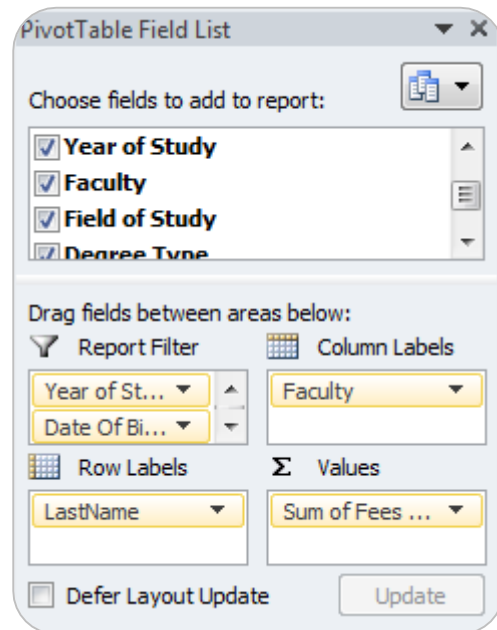 PivotTable Field List
Choose fields to add to report:
Year of Study
Faculty
Field of Study
Degree Type
Drag fields between areas below:
Report Filter
Column Labels
Year of St...
Date Of Bi...
Faculty
Row Labels
Σ Values
LastName
Sum of Fees ...
Defer Layout Update
Update